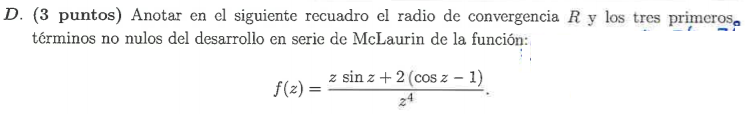 D. (3 puntos) Anotar en el siguiente recuadro el radio de convergencia R y los tres primeros
términos no nulos del desarrollo en serie de McLaurin de la función:
f(z) = \frac{z \sin z + 2 (\cos z - 1)}{z^4}.